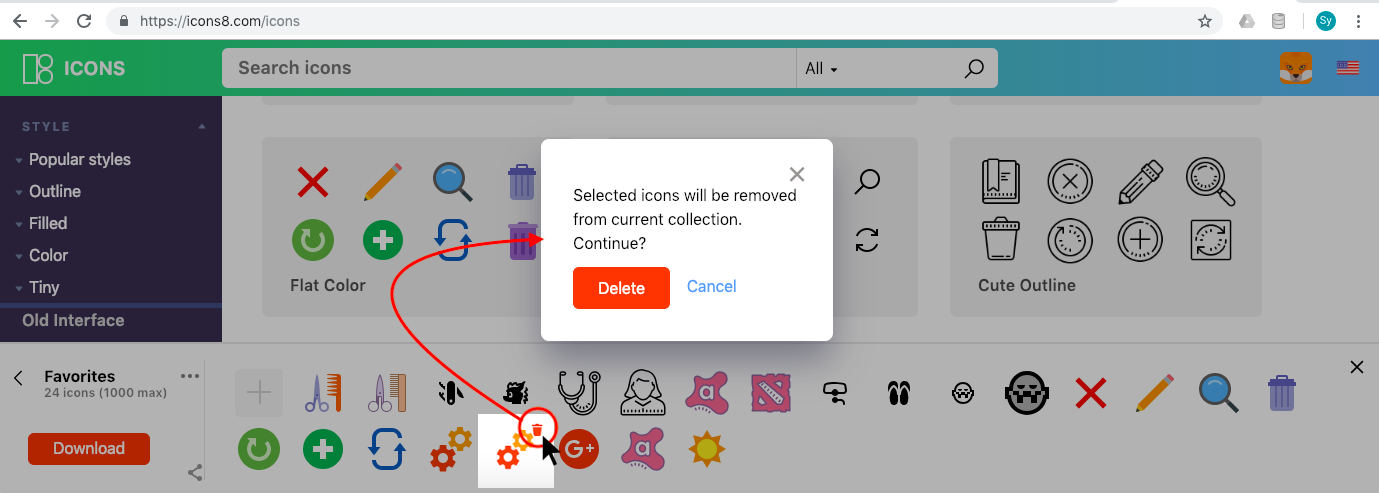 https://icons8.com/icons
Sy
ICONS
Search icons
All
STYLE
Popular styles
Outline
Filled
Color
Tiny
Old Interface
Flat Color
Selected icons will be removed
from current collection.
Continue?
Delete
Cancel
Cute Outline
Favorites
24 icons (1000 max)
Download
a
G+
a